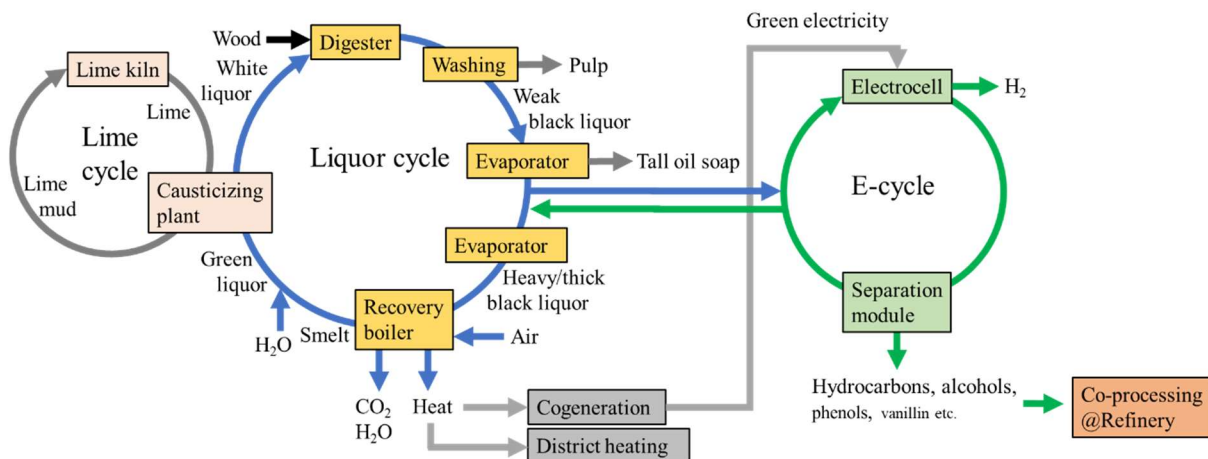 Green electricity
Wood
Digester
Lime kiln
White
liquor
Washing
Pulp
Electrocell
H₂
Lime
Weak
black liquor
Lime
cycle
Liquor cycle
Evaporator
Tall oil soap
Lime
mud
Causticizing
plant
E-cycle
Evaporator
Green
liquor
Heavy/thick
black liquor
Separation
module
Recovery
boiler
H₂O
Smelt
Air
Hydrocarbons, alcohols,
phenols, vanillin etc.
CO₂
H₂O
Heat
Cogeneration
Co-processing
@Refinery
District heating